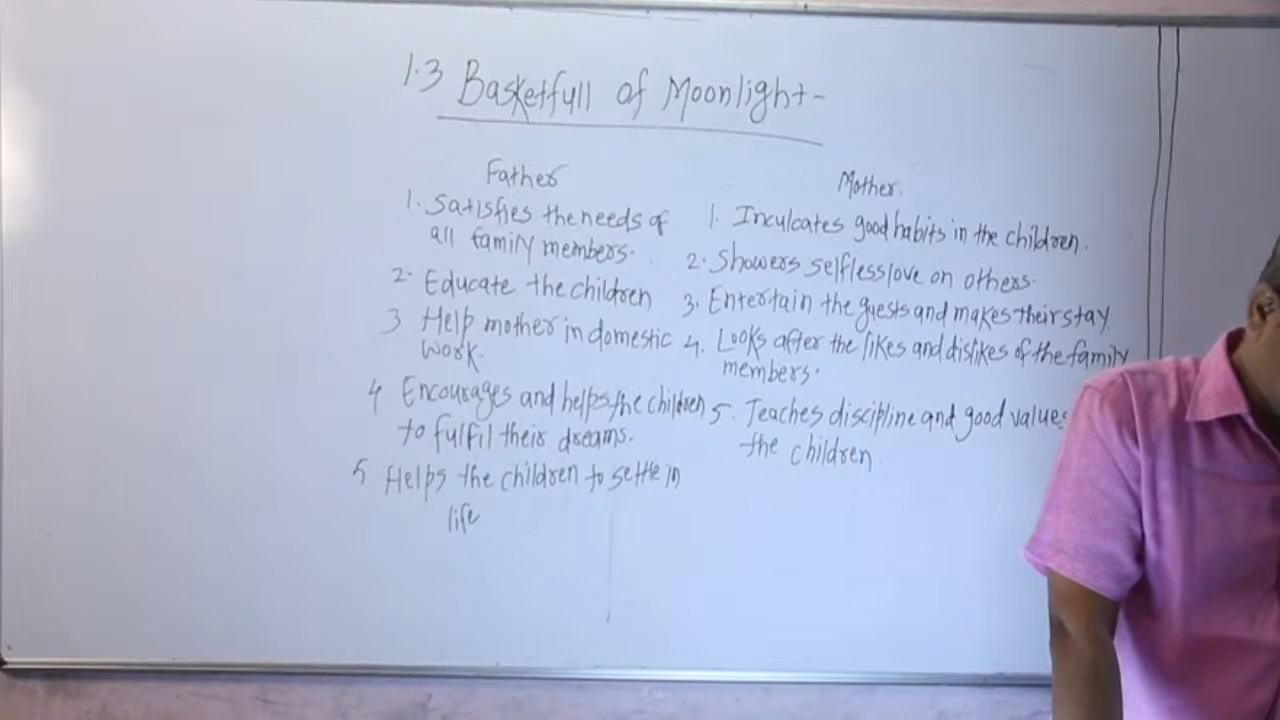 1.3 Basketfull of Moonlight-
Father
1. Satisfies the needs of
all family members.
2. Educate the children
3 Help mother in domestic
work.
4 Encourages and helps the children
to fulfil their dreams.
5 Helps the children to settle in
life
Mother.
1. Inculcates good habits in the children.
2. Showers selfless love on others.
3. Entertain the guests and makes their stay
4. Looks after the likes and dislikes of the family
members.
5. Teaches discipline and good values
the children